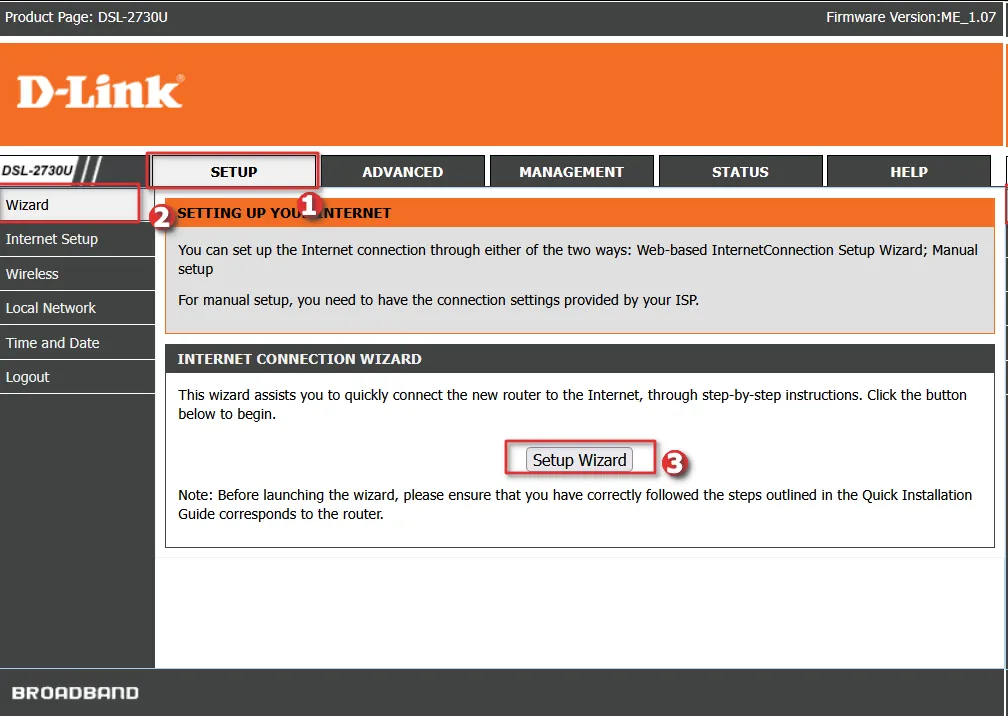 Product Page: DSL-2730U Firmware Version:ME_1.07
D-Link®
DSL-2730U SETUP ADVANCED MANAGEMENT STATUS HELP
Wizard
Internet Setup
Wireless
Local Network
Time and Date
Logout
1
2
SETTING UP YOUR INTERNET
You can set up the Internet connection through either of the two ways: Web-based InternetConnection Setup Wizard; Manual
setup
For manual setup, you need to have the connection settings provided by your ISP.
INTERNET CONNECTION WIZARD
This wizard assists you to quickly connect the new router to the Internet, through step-by-step instructions. Click the button
below to begin.
Setup Wizard 3
Note: Before launching the wizard, please ensure that you have correctly followed the steps outlined in the Quick Installation
Guide corresponds to the router.
BROADBAND